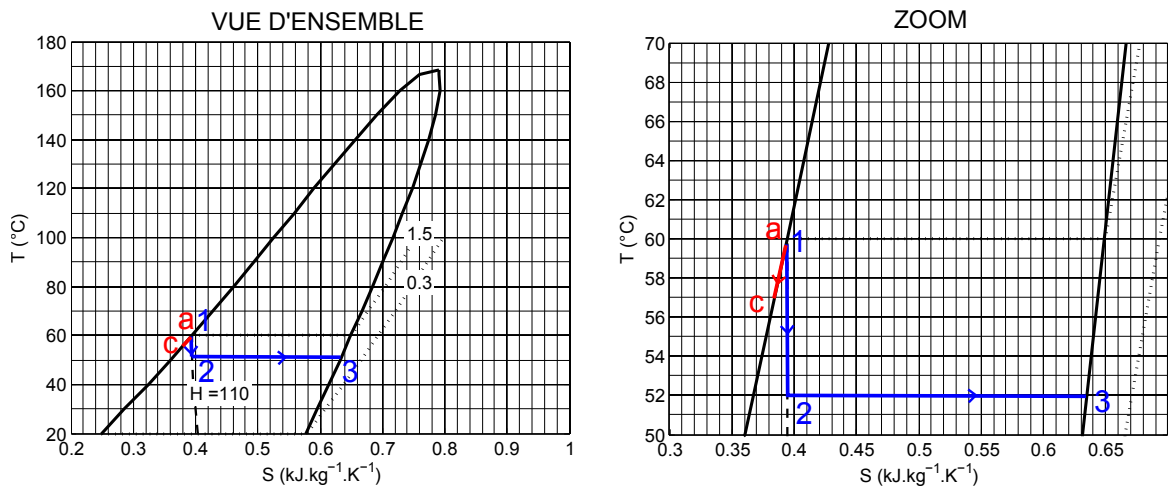 VUE D'ENSEMBLE
180
160
140
120
100
80
60
40
20
T (°C)
0.2 0.3 0.4 0.5 0.6 0.7 0.8 0.9 1
S (kJ.kg⁻¹.K⁻¹)
1.5
0.3
a 1
c
2 3
H =110
ZOOM
70
68
66
64
62
60
58
56
54
52
50
T (°C)
0.3 0.35 0.4 0.45 0.5 0.55 0.6 0.65
S (kJ.kg⁻¹.K⁻¹)
a 1
c
2 3